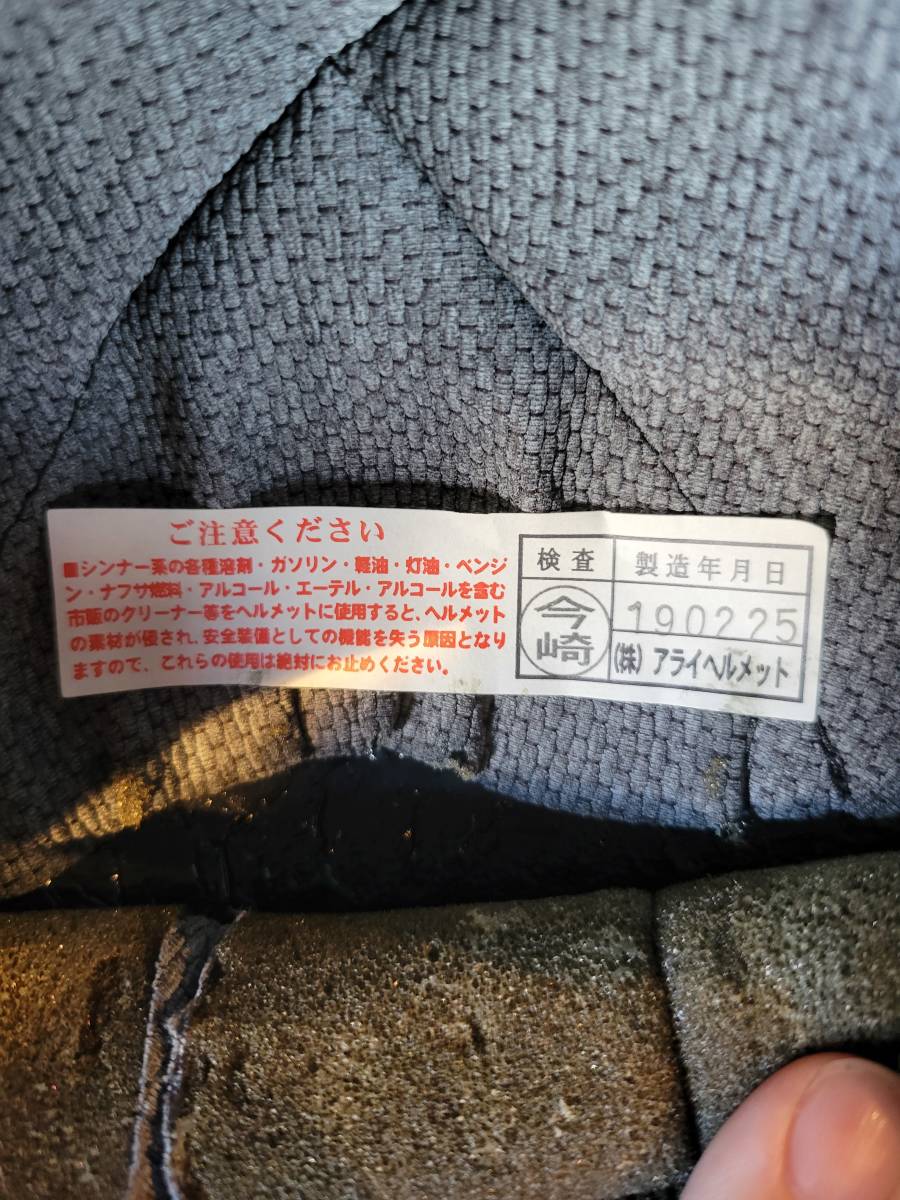 ご注意ください
■シンナー系の各種溶剤・ガソリン・軽油・灯油・ベンジ
ン・ナフサ燃料・アルコール・エーテル・アルコールを含む
市販のクリーナー等をヘルメットに使用すると、ヘルメット
の素材が侵され、安全装備としての機能を失う原因となり
ますので、これらの使用は絶対にお止めください。
検査
製造年月日
今
崎
190225
(株)アライヘルメット